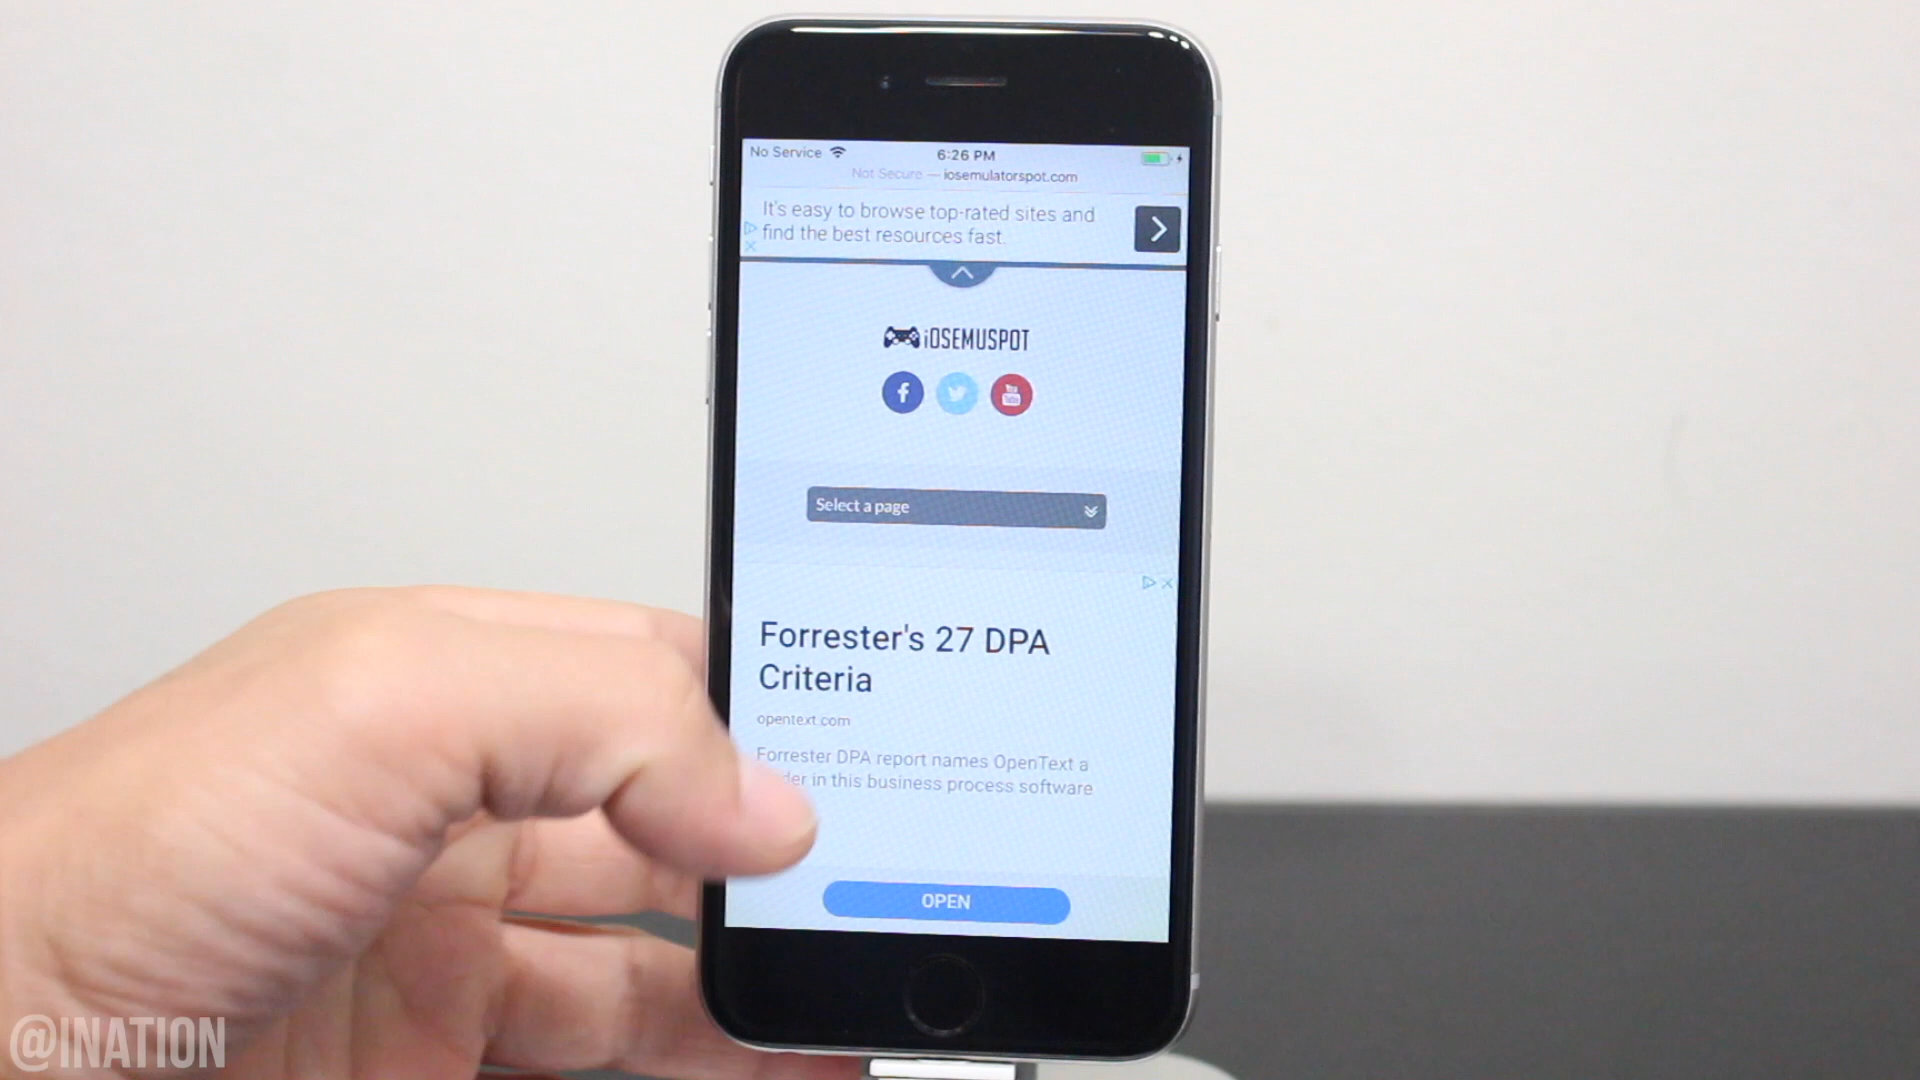 No Service
6:26 PM
Not Secure — iosemulatorspot.com
It's easy to browse top-rated sites and
find the best resources fast.
iOSEMUSPOT
f
You
Tube
Select a page
Forrester's 27 DPA
Criteria
opentext.com
Forrester DPA report names OpenText a
in this business process software
OPEN
@INATION